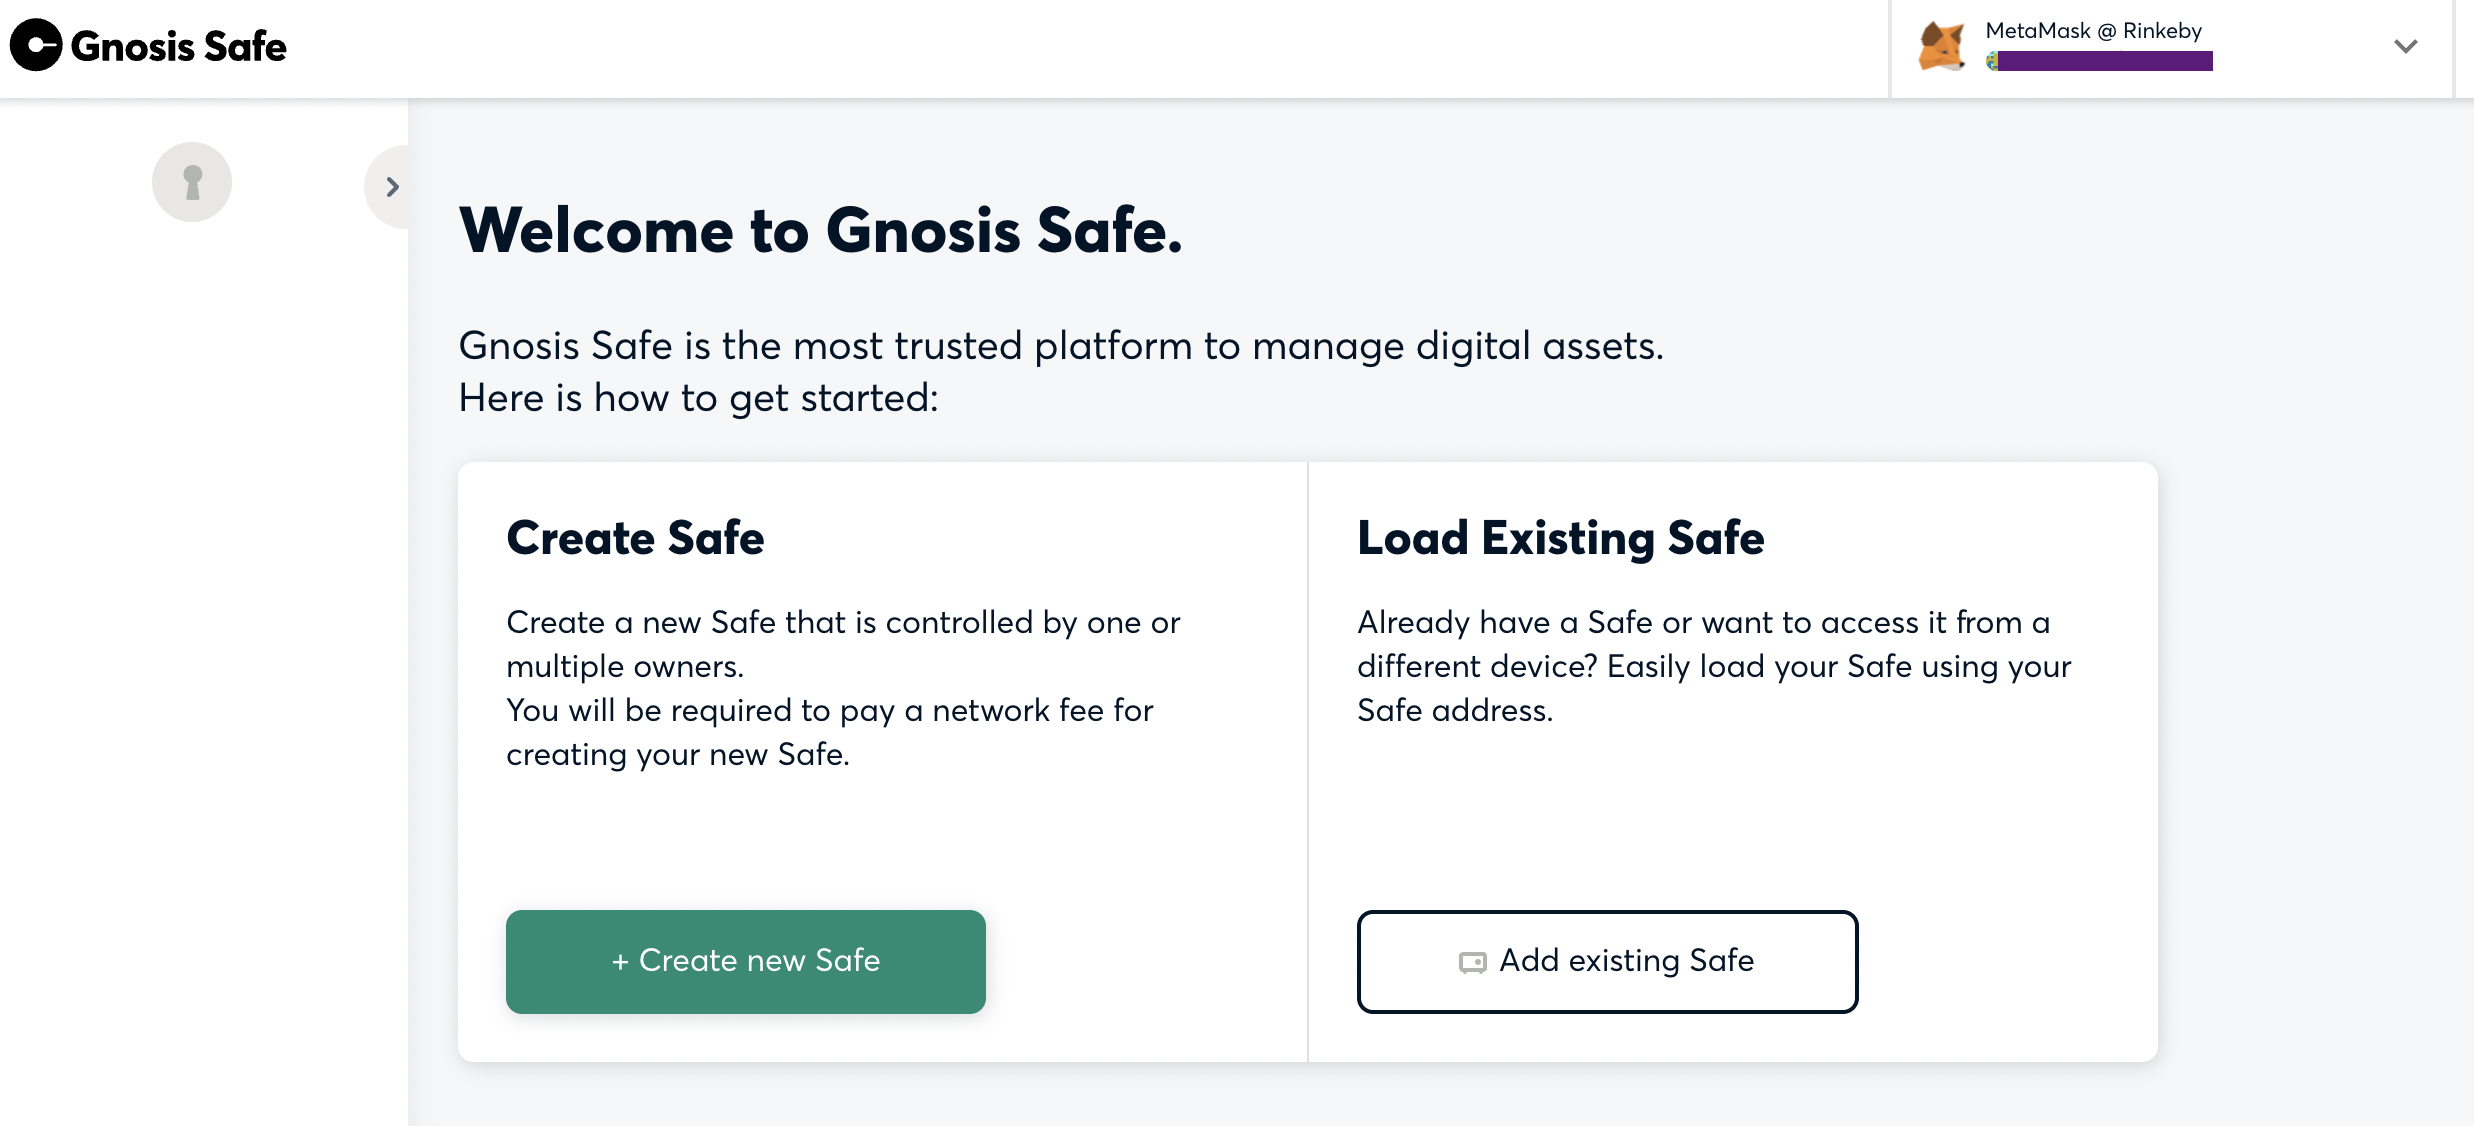 Gnosis Safe
MetaMask @ Rinkeby
Welcome to Gnosis Safe.
Gnosis Safe is the most trusted platform to manage digital assets.
Here is how to get started:
Create Safe
Create a new Safe that is controlled by one or
multiple owners.
You will be required to pay a network fee for
creating your new Safe.
+ Create new Safe
Load Existing Safe
Already have a Safe or want to access it from a
different device? Easily load your Safe using your
Safe address.
Add existing Safe